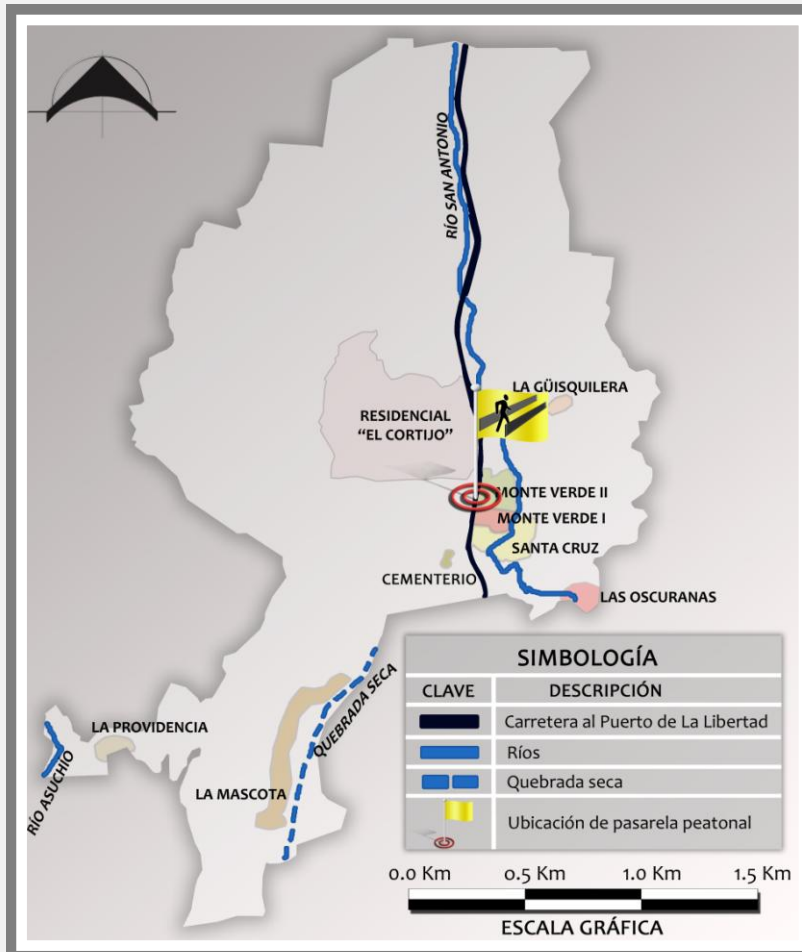 RÍO SAN ANTONIO
LA GÜISQUILERA
RESIDENCIAL
“EL CORTIJO”
MONTE VERDE II
MONTE VERDE I
SANTA CRUZ
CEMENTERIO
LAS OSCURANAS
QUEBRADA SECA
LA PROVIDENCIA
RÍO ASUCHIO
LA MASCOTA
SIMBOLOGÍA
CLAVE DESCRIPCIÓN
Carretera al Puerto de La Libertad
Ríos
Quebrada seca
Ubicación de pasarela peatonal
0.0 Km 0.5 Km 1.0 Km 1.5 Km
ESCALA GRÁFICA